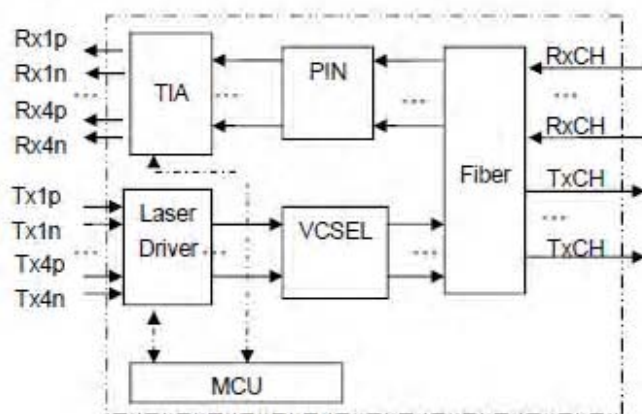 Rx1p
Rx1n
...
Rx4p
Rx4n
TIA
...
PIN
...
Fiber
RxCH
...
RxCH
TxCH
...
TxCH
Tx1p
Tx1n
...
Tx4p
Tx4n
Laser
Driver
...
VCSEL
...
MCU